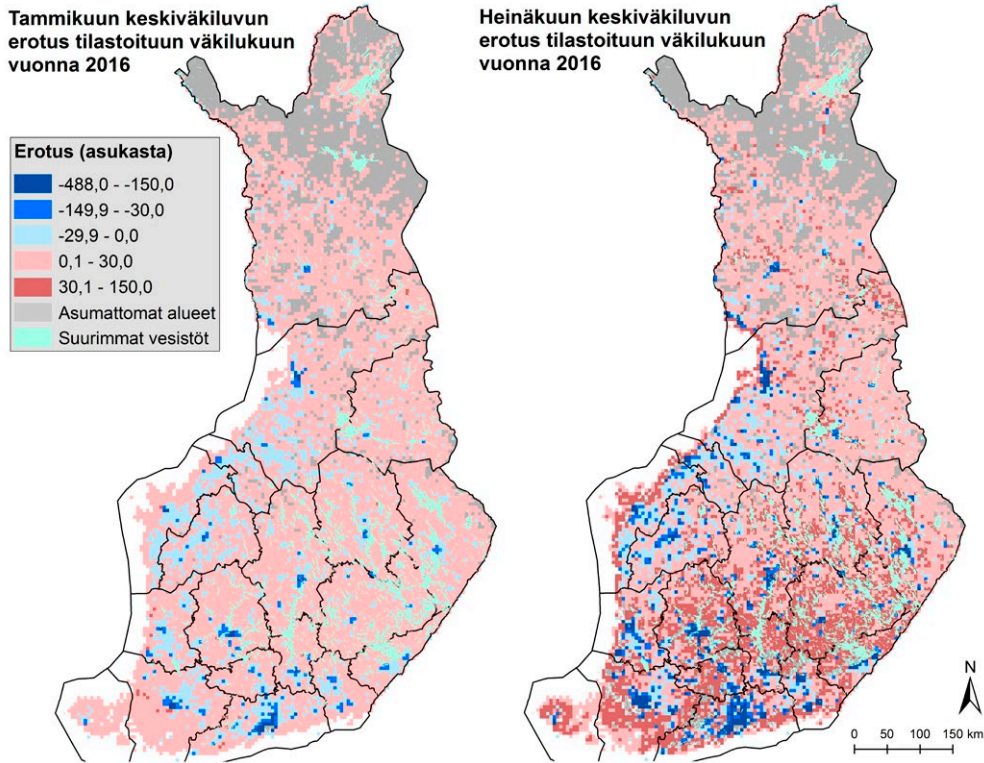 Tammikuun keskiväkiluvun
erotus tilastoituun väkilukuun
vuonna 2016
Heinäkuun keskiväkiluvun
erotus tilastoituun väkilukuun
vuonna 2016
Erotus (asukasta)
-488,0 - -150,0
-149,9 - -30,0
-29,9 - 0,0
0,1 - 30,0
30,1 - 150,0
Asumattomat alueet
Suurimmat vesistöt
N
0 50 100 150 km